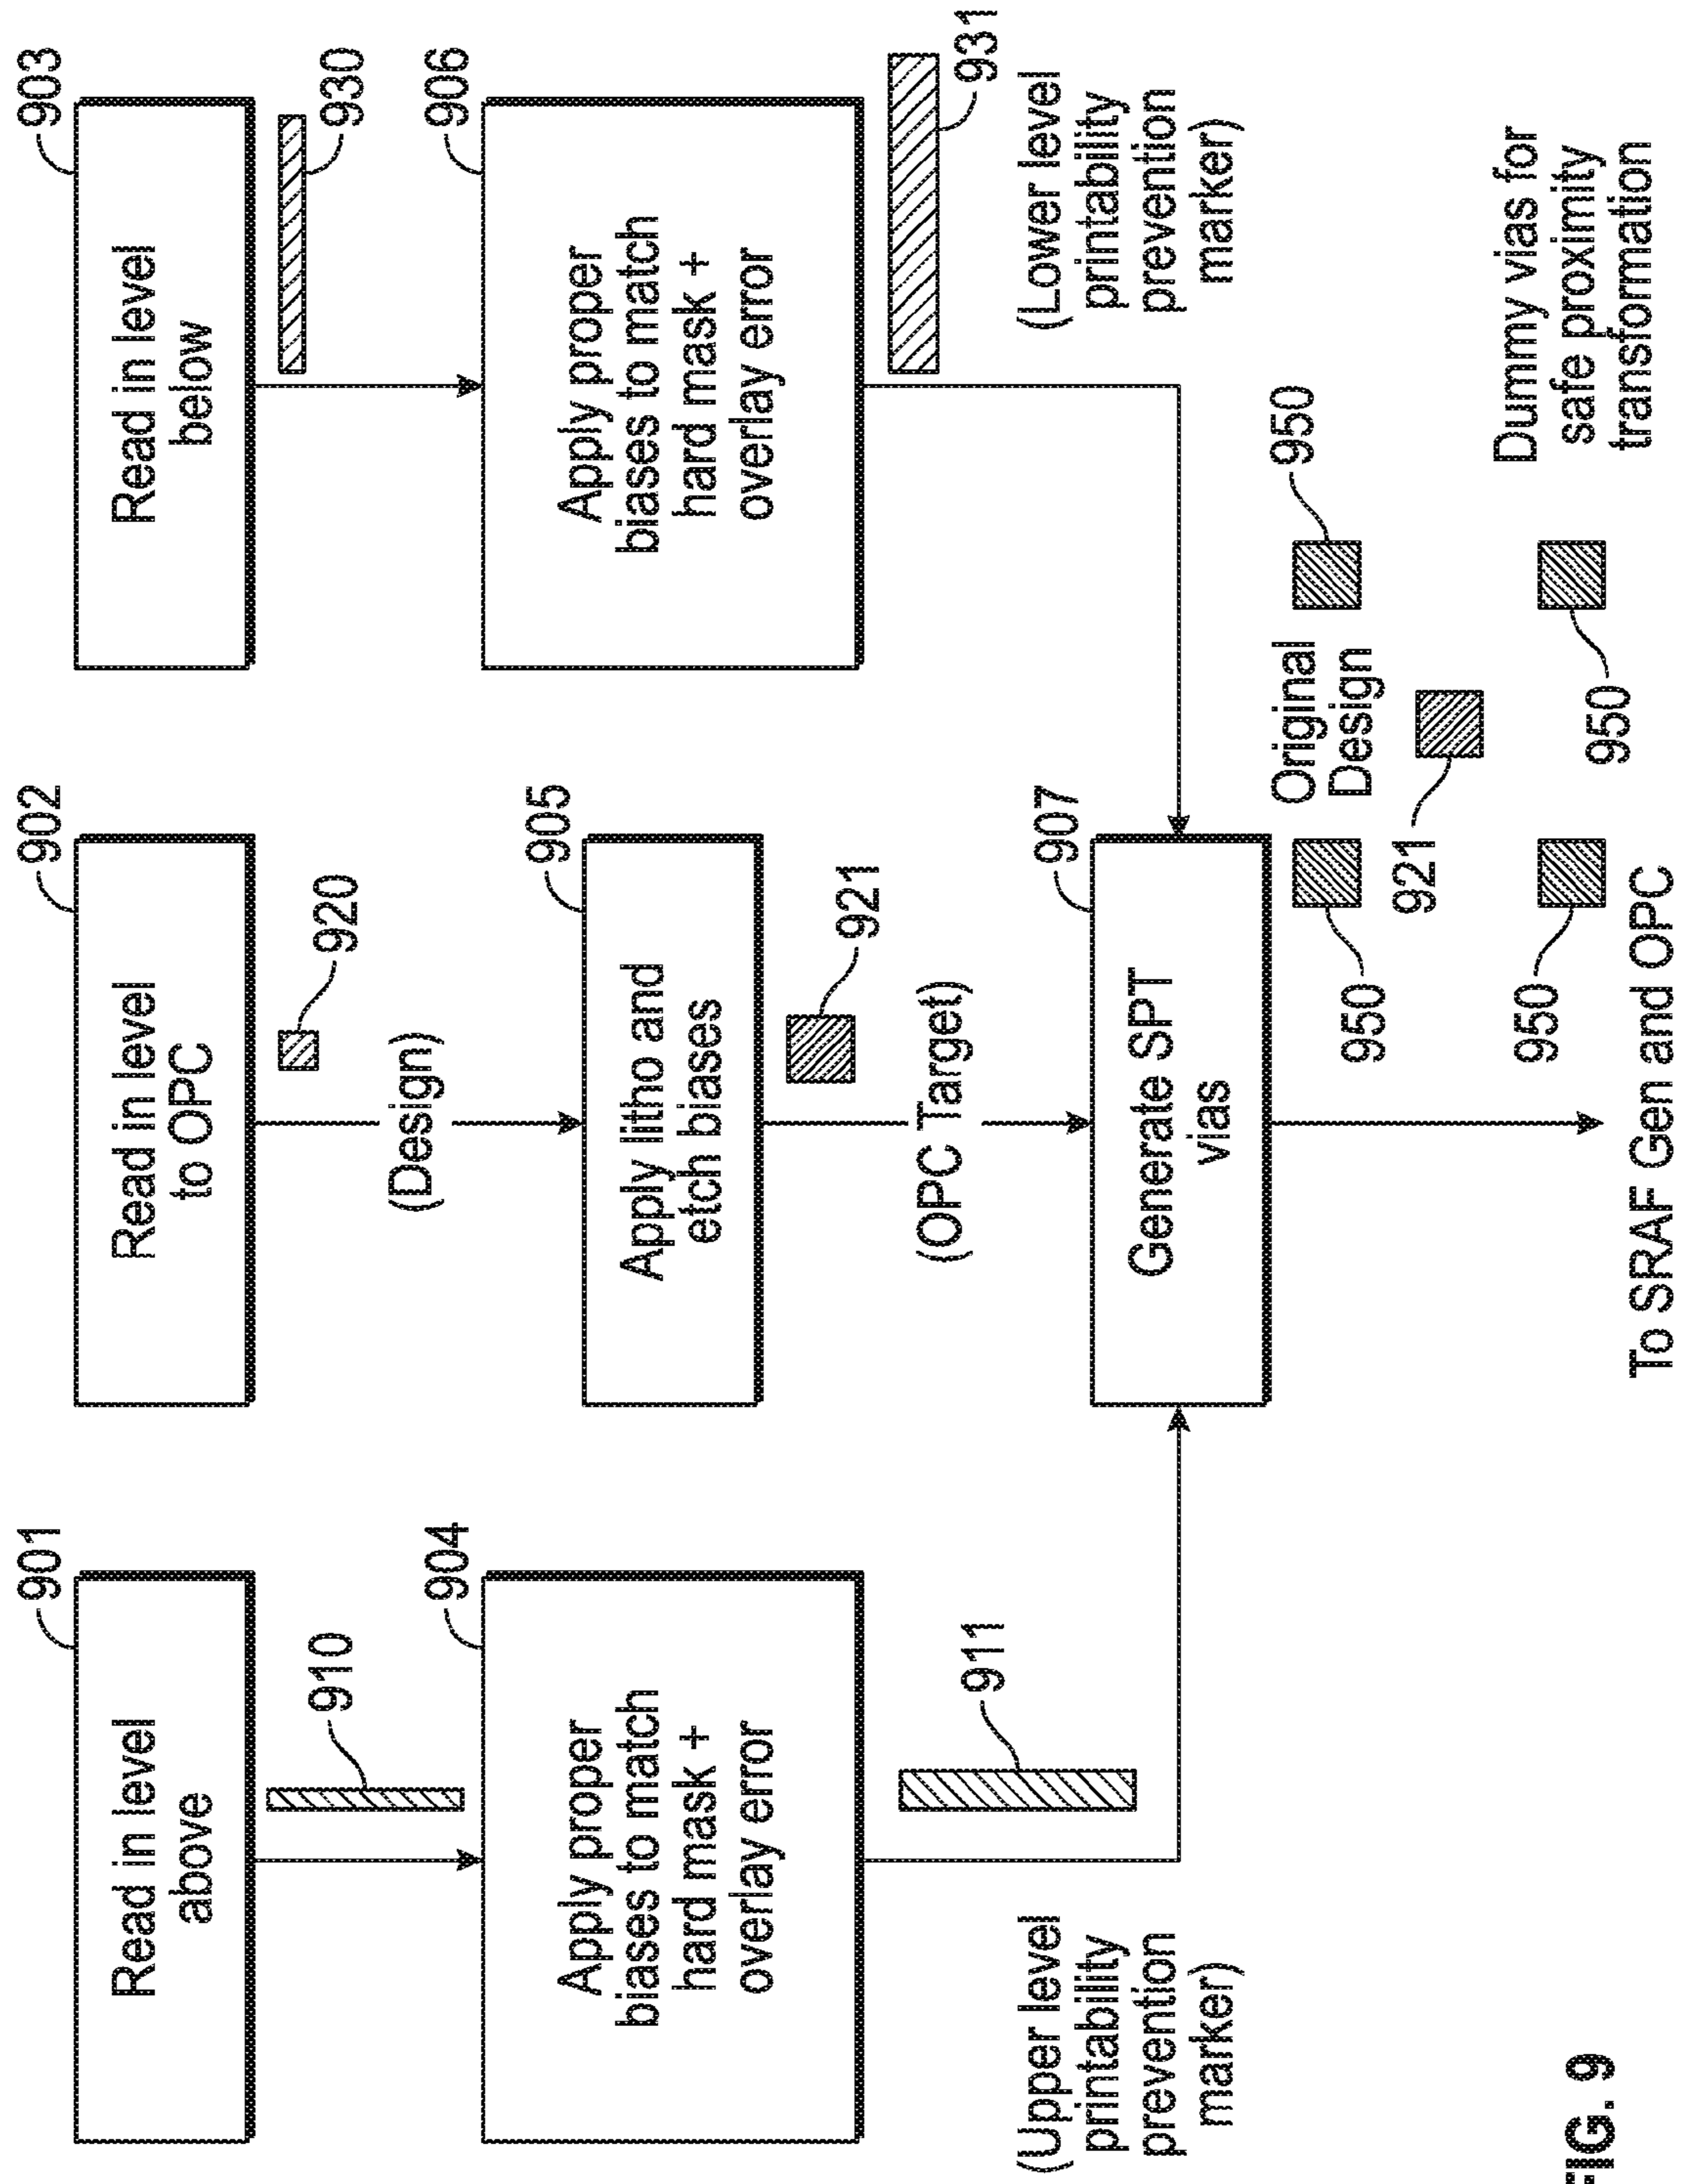 901
Read in level
above
910
904
Apply proper
biases to match
hard mask +
overlay error
911
(Upper level
printability
prevention
marker)
902
Read in level
to OPC
920
(Design)
905
Apply litho and
etch biases
921
(OPC Target)
907
Generate SPT
vias
903
Read in level
below
930
906
Apply proper
biases to match
hard mask +
overlay error
931
(Lower level
printability
prevention
marker)
950
Original
Design
950
921
950
950
Dummy vias for
safe proximity
transformation
To SRAF Gen and OPC
FIG. 9